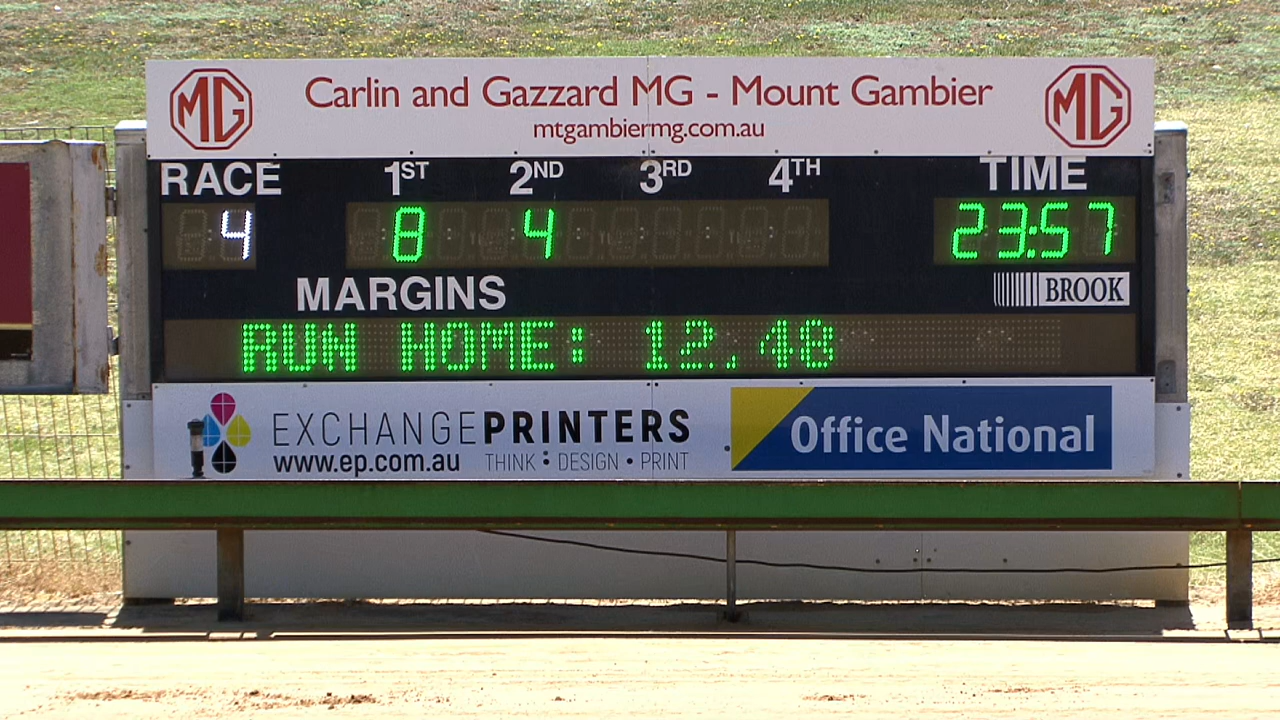 MG Carlin and Gazzard MG - Mount Gambier MG
mtgambiermg.com.au
RACE 1ST 2ND 3RD 4TH TIME
4 8 4 23:57
MARGINS BROOK
RUN HOME: 12.48
EXCHANGEPRINTERS
www.ep.com.au THINK : DESIGN • PRINT
Office National